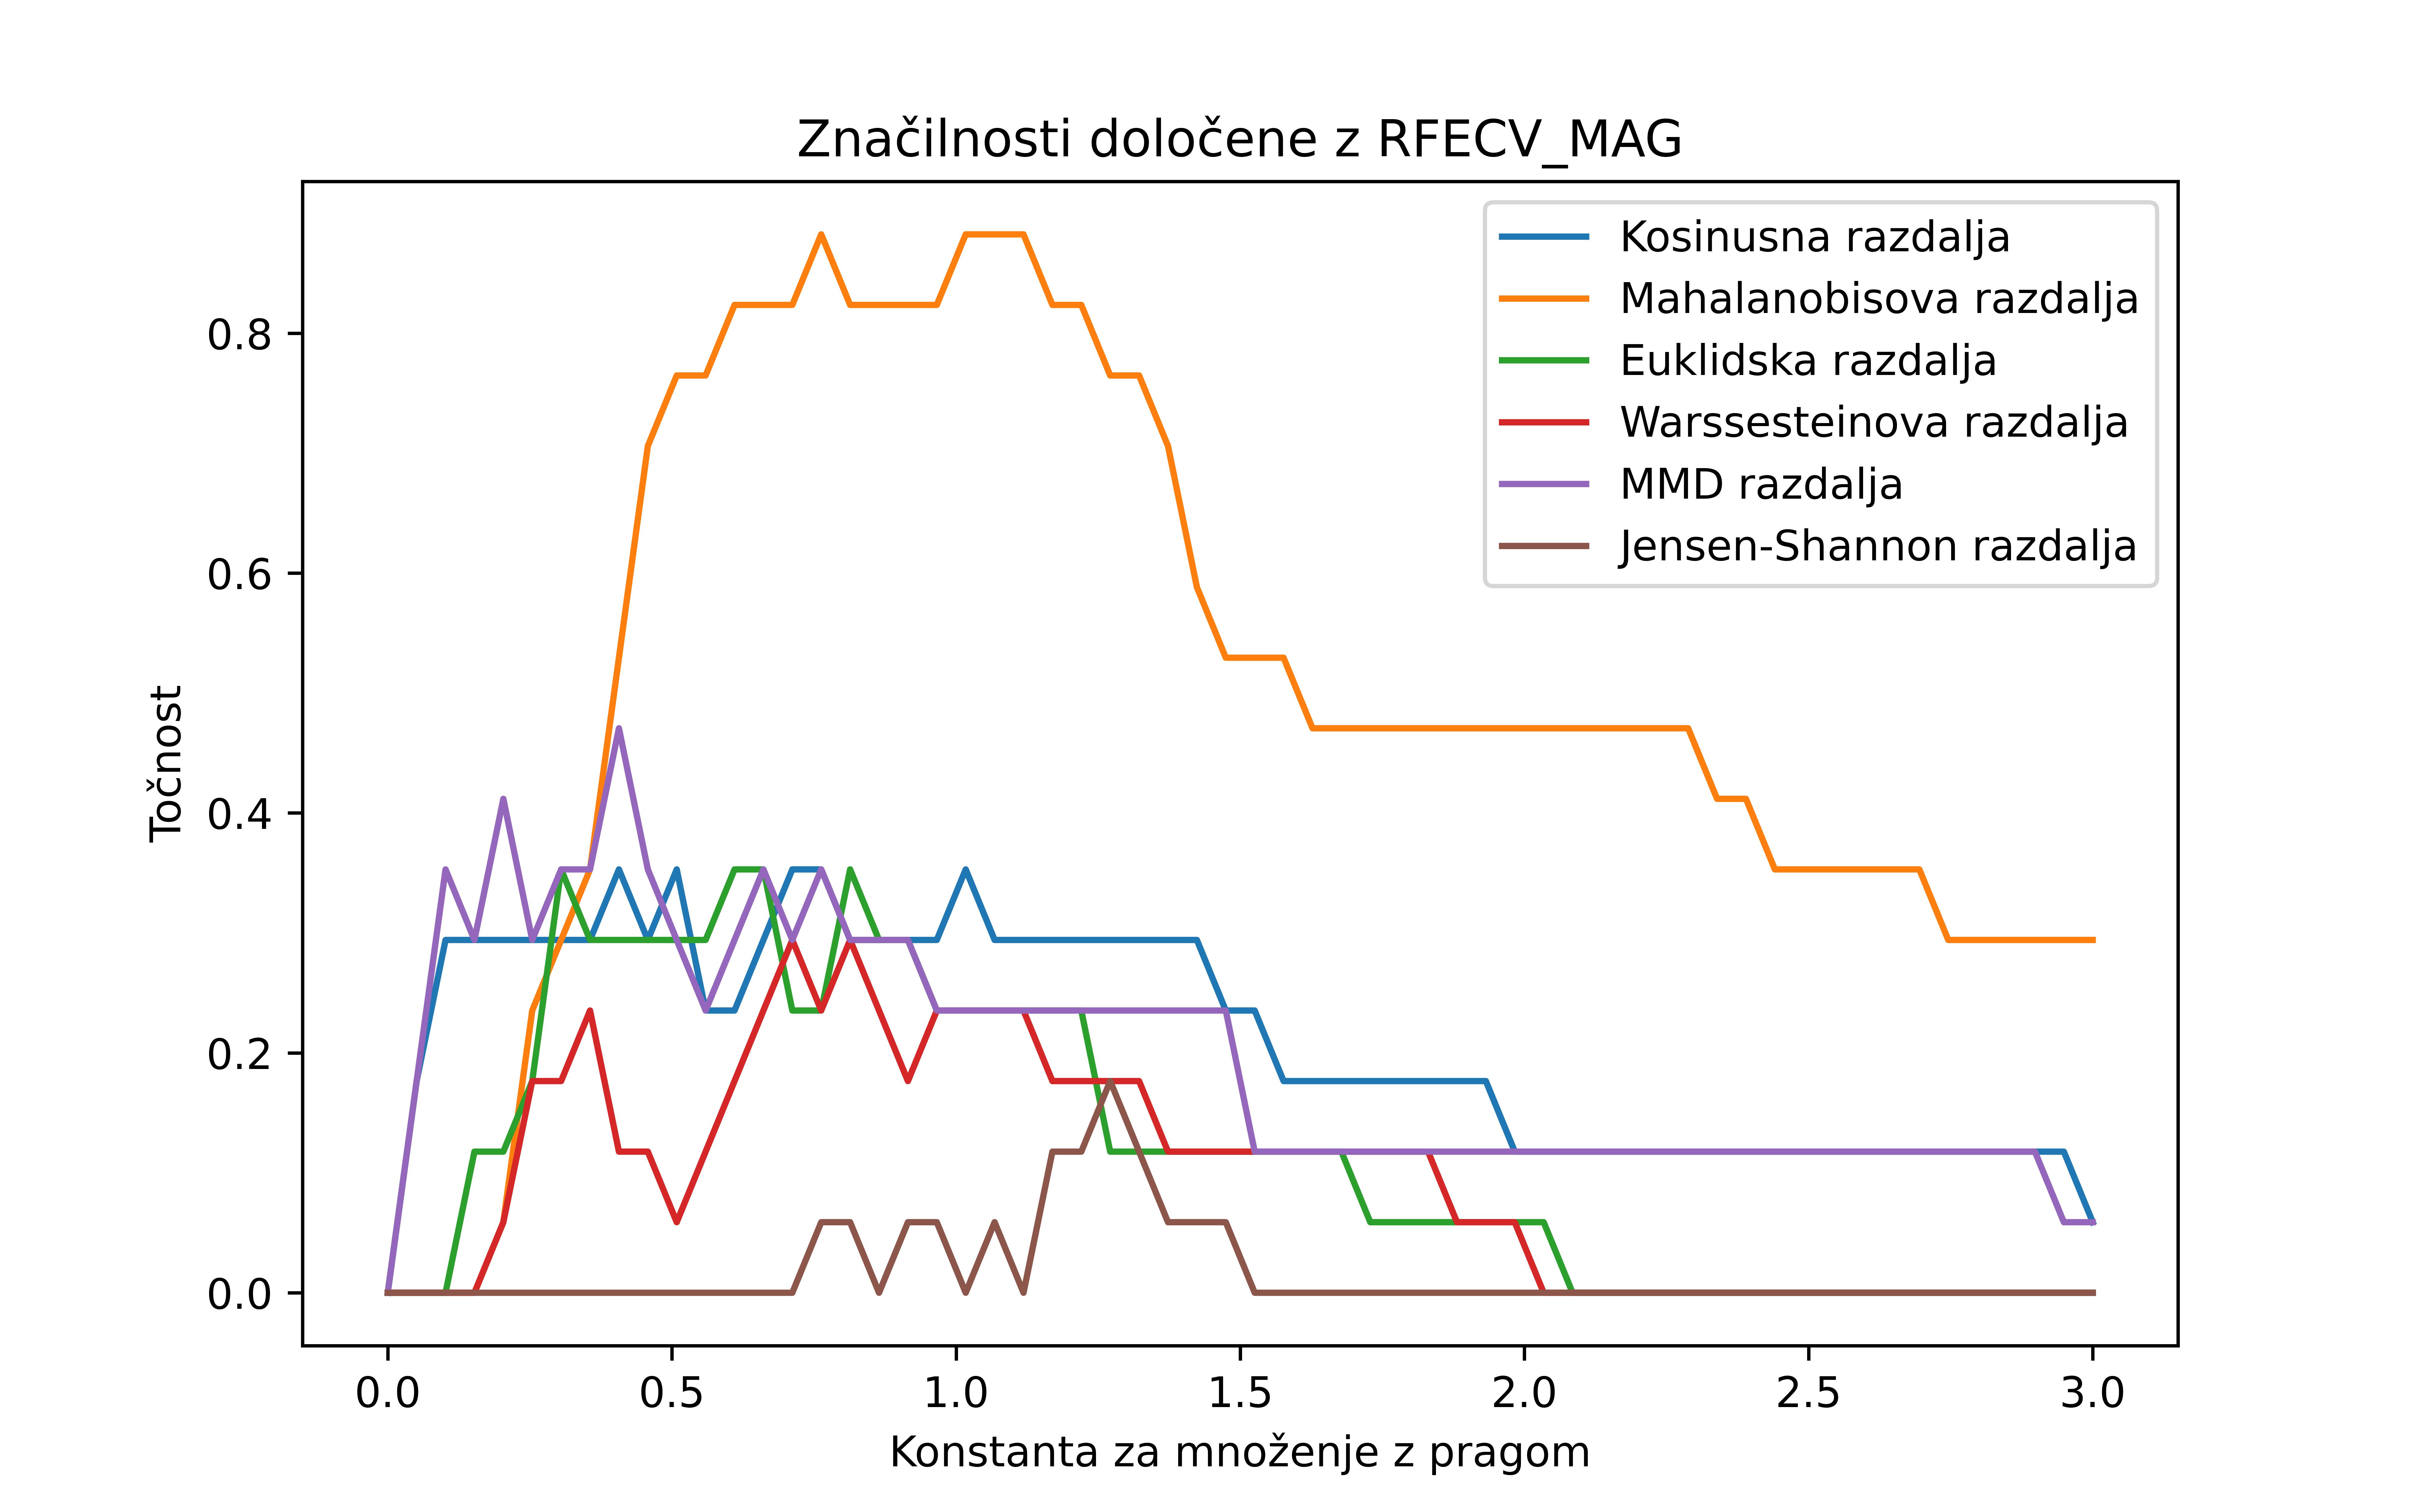 Značilnosti določene z RFECV_MAG
Kosinusna razdalja
Mahalanobisova razdalja
Euklidska razdalja
Warssesteinova razdalja
MMD razdalja
Jensen-Shannon razdalja
Točnost
0.8
0.6
0.4
0.2
0.0
0.0 0.5 1.0 1.5 2.0 2.5 3.0
Konstanta za množenje z pragom